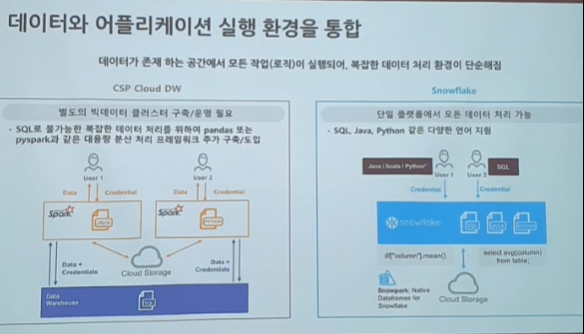 데이터와 어플리케이션 실행 환경을 통합
데이터가 존재 하는 공간에서 모든 작업(로직)이 실행되어, 복잡한 데이터 처리 환경이 단순해짐
CSP Cloud DW
별도의 빅데이터 클러스터 구축/운영 필요
• SQL로 불가능한 복잡한 데이터 처리를 위하여 pandas 또는
pyspark과 같은 대용량 분산 처리 프레임워크 추가 구축/도입
User 1
User 2
Data
Credential
Data
Credential
Spark
Spark
Data +
Credentials
Cloud Storage
Data +
Credentials
Data
Warehouse
SQL
Snowflake
단일 플랫폼에서 모든 데이터 처리 가능
• SQL, Java, Python 같은 다양한 언어 지원
Java / Scala / Python*
User 1
User 2
SQL
Credential
Credential
snowflake
df["column"].mean()
select avg(column)
from table;
Snowpark: Native
Dataframes for
Snowflake
Cloud Storage